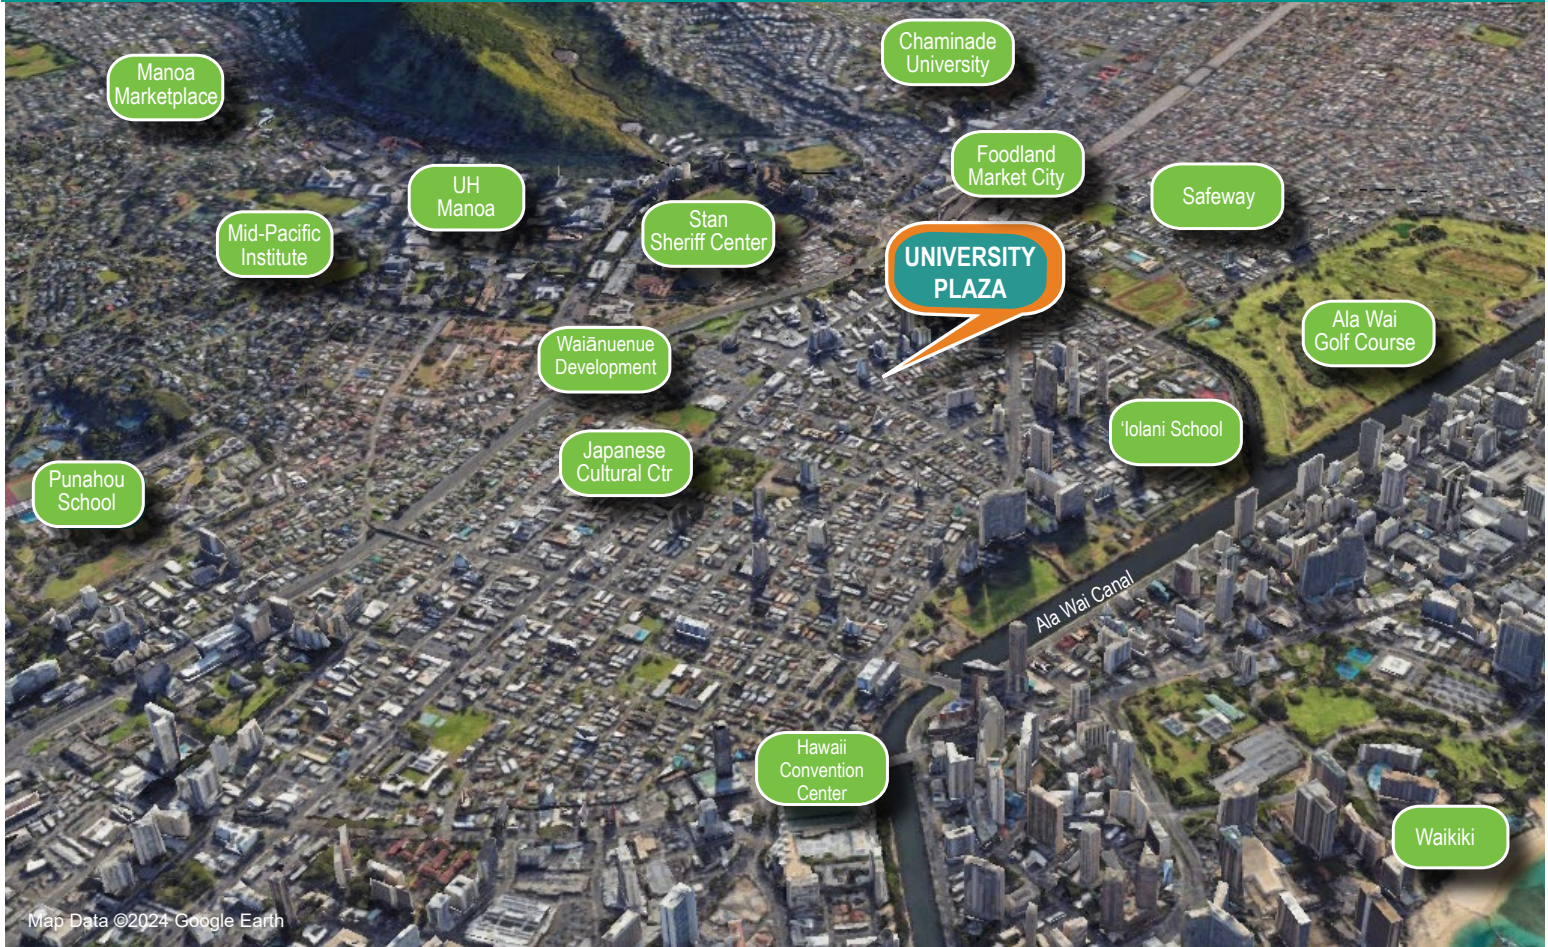 Chaminade
University
Manoa
Marketplace
Foodland
Market City
UH
Manoa
Safeway
Stan
Sheriff Center
Mid-Pacific
Institute
UNIVERSITY
PLAZA
Ala Wai
Golf Course
Waiānuenue
Development
‘Iolani School
Japanese
Cultural Ctr
Punahou
School
Ala Wai Canal
Hawaii
Convention
Center
Waikiki
Map Data ©2024 Google Earth